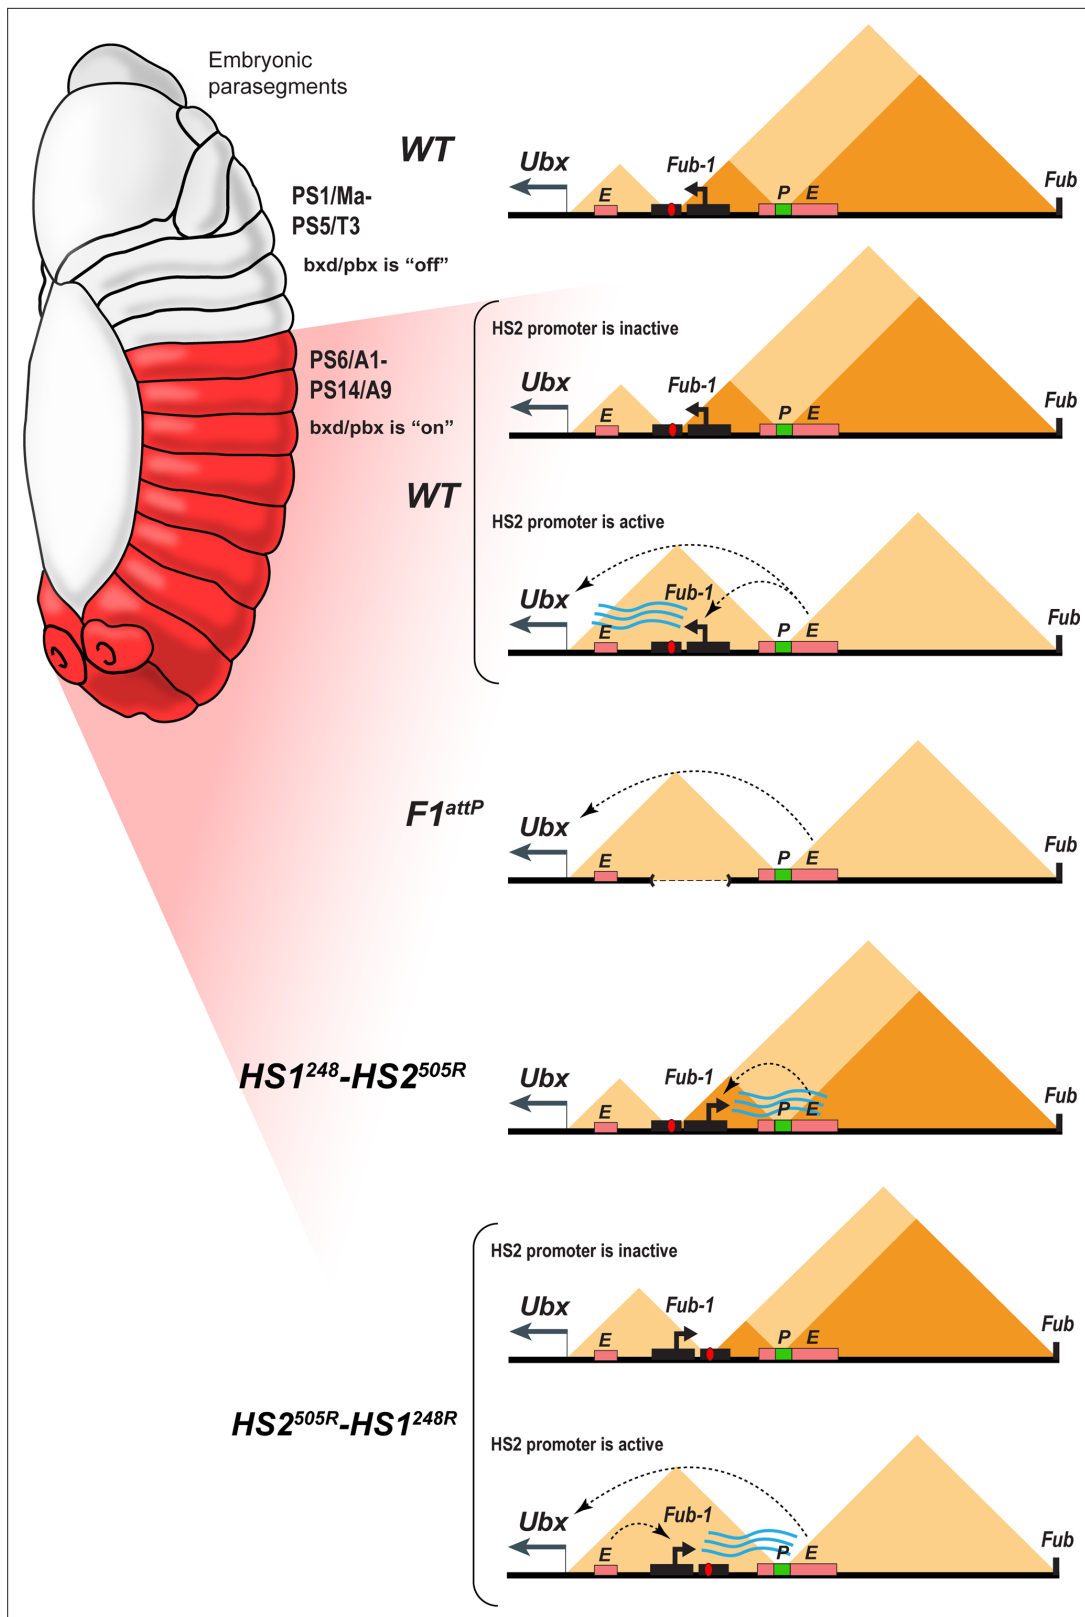 Embryonic
parasegments
PS1/Ma-
PS5/T3
bxd/pbx is “off”
PS6/A1-
PS14/A9
bxd/pbx is “on”
WT
Ubx
E
Fub-1
P
E
Fub
WT
HS2 promoter is inactive
Ubx
E
Fub-1
P
E
Fub
HS2 promoter is active
Ubx
E
Fub-1
P
E
Fub
F1attP
Ubx
E
P
E
Fub
HS1248-HS2505R
Ubx
E
Fub-1
P
E
Fub
HS2505R-HS1248R
HS2 promoter is inactive
Ubx
E
Fub-1
P
E
Fub
HS2 promoter is active
Ubx
E
Fub-1
P
E
Fub